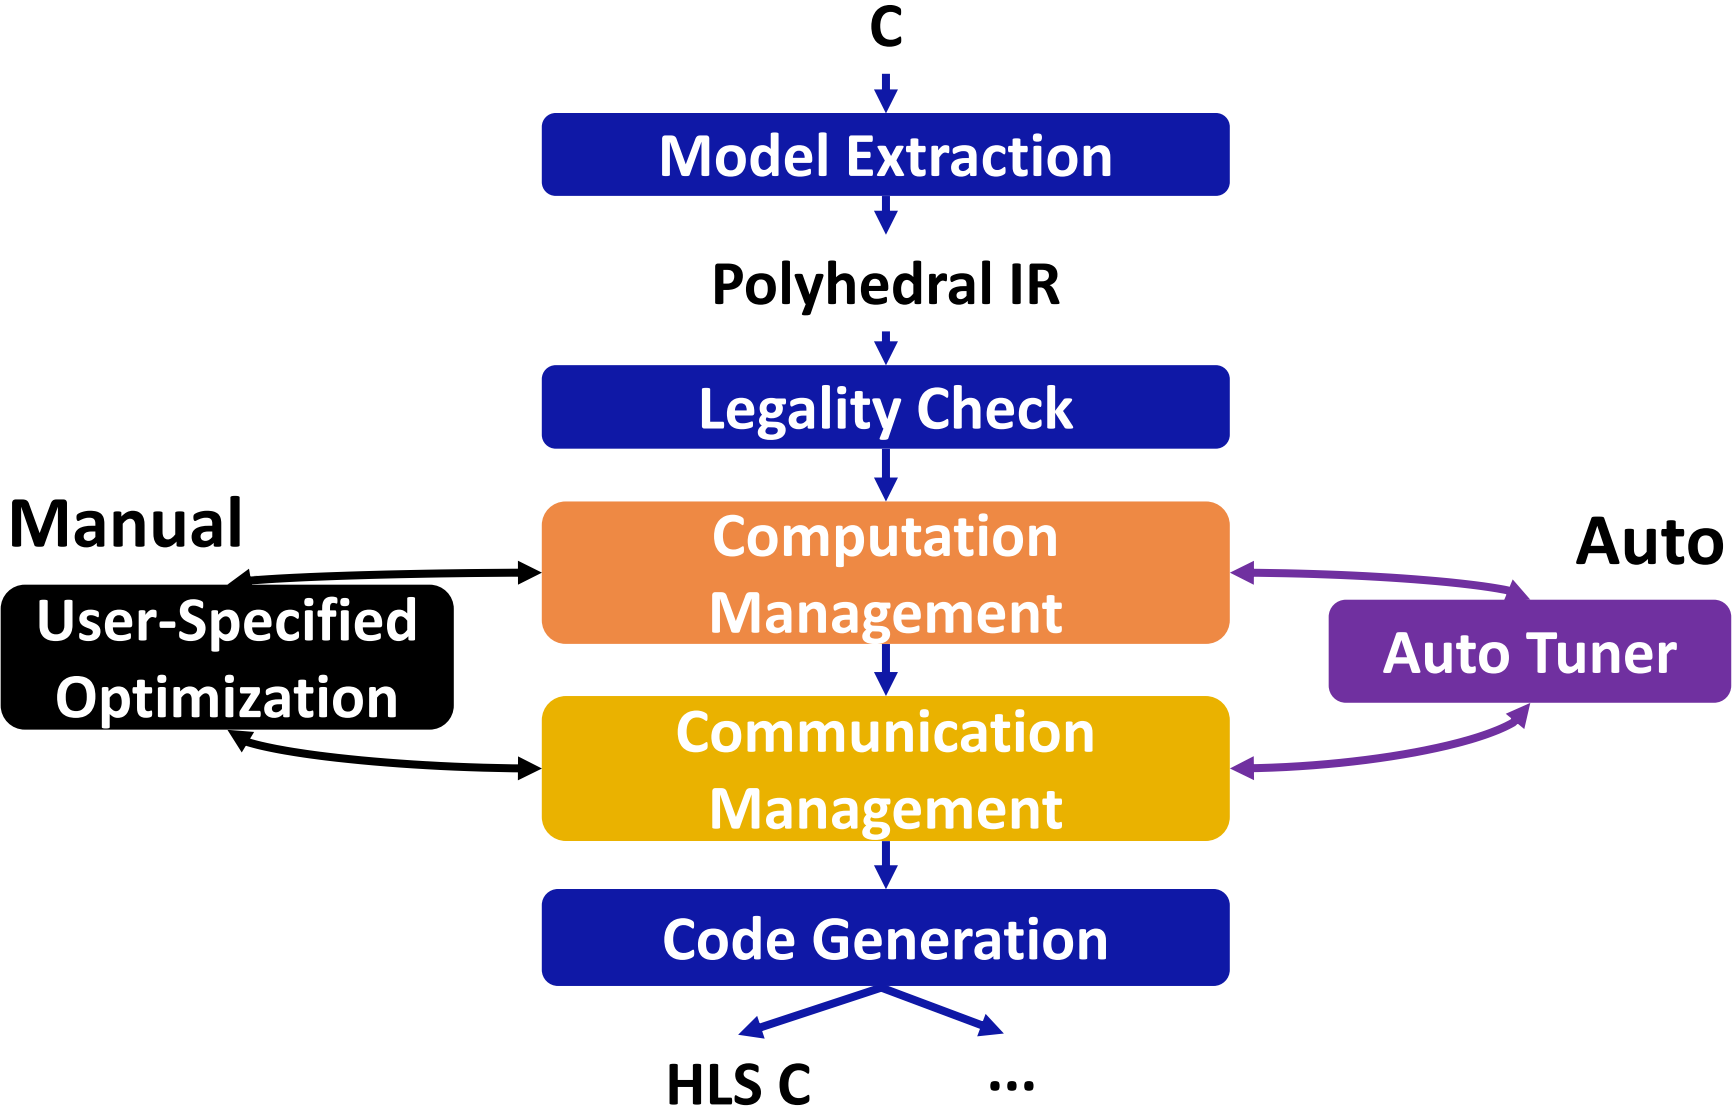 C
Model Extraction
Polyhedral IR
Legality Check
Manual
User-Specified
Optimization
Computation
Management
Auto
Auto Tuner
Communication
Management
Code Generation
HLS C
...